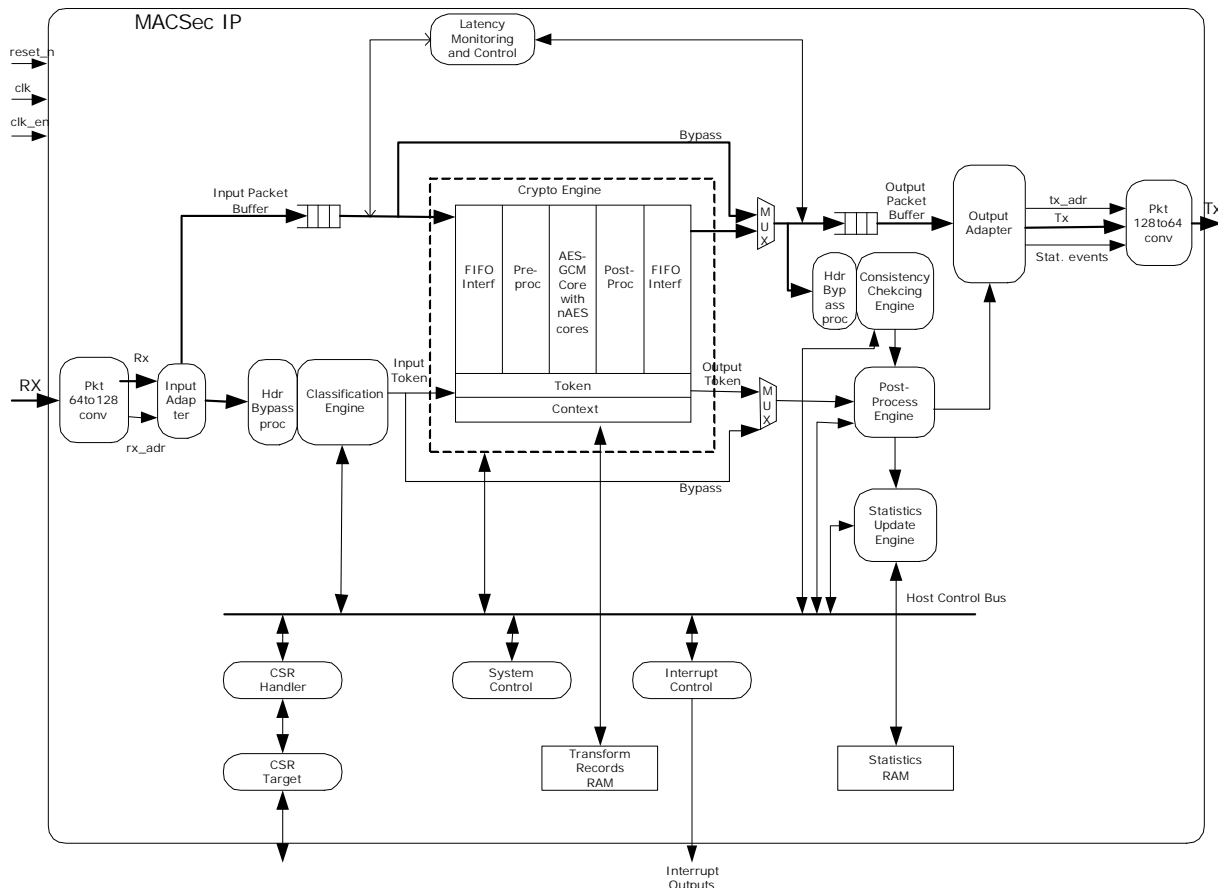 MACSec IP
Latency
Monitoring
and Control
reset_n
clk
clk_en
Bypass
Input Packet
Buffer
Crypto Engine
M
U
X
Output
Packet
Buffer
Output
Adapter
tx_adr
Tx
Stat. events
Pkt
128to64
conv
Tx
FIFO
Interf
Pre-
proc
AES-
GCM
Core
with
nAES
cores
Post-
Proc
FIFO
Interf
Hdr
Byp
ass
proc
Consistency
Chekcing
Engine
RX
Pkt
64to128
conv
Rx
rx_adr
Input
Adap
ter
Hdr
Bypass
proc
Classification
Engine
Input
Token
Token
Context
Output
Token
M
U
X
Post-
Process
Engine
Bypass
Statistics
Update
Engine
Host Control Bus
CSR
Handler
System
Control
Interrupt
Control
CSR
Target
Transform
Records
RAM
Statistics
RAM
Interrupt
Outputs